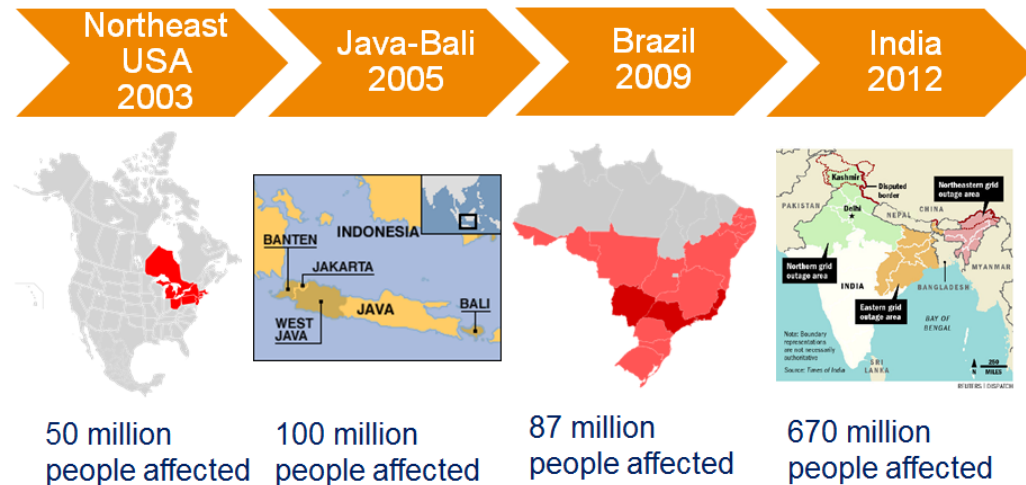 Northeast
USA
2003
Java-Bali
2005
Brazil
2009
India
2012
INDONESIA
BANTEN
JAKARTA
WEST
JAVA
JAVA
BALI
Kashmir
Disputed
border
Northeastern grid
outage area
PAKISTAN
Delhi
CHINA
NEPAL
Northern grid
outage area
INDIA
BANGLADESH
MYANMAR
Eastern grid
outage area
BAY OF
BENGAL
Note: Boundary
representations
are not necessarily
authoritative
Source: Times of India
SRI
LANKA
N
250
MILES
REUTERS | DISPATCH
50 million
people affected
100 million
people affected
87 million
people affected
670 million
people affected